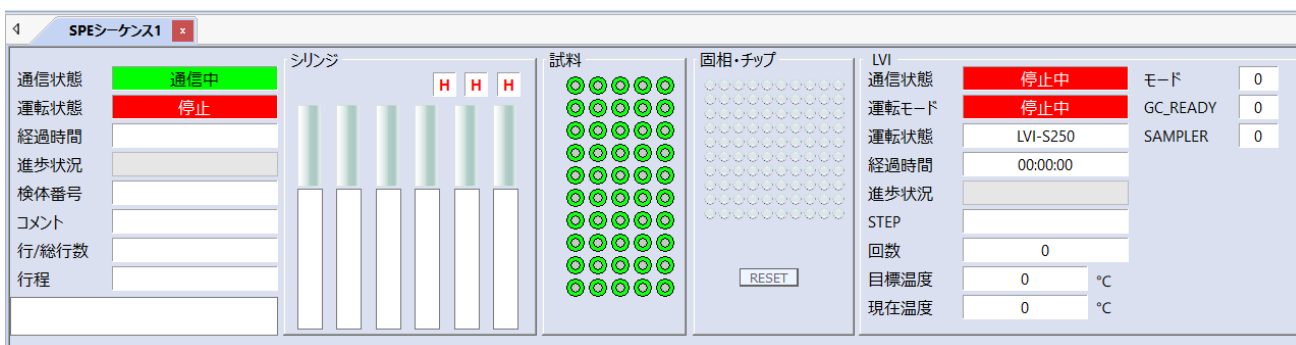 SPEシーケンス1 x
通信状態 通信中
運転状態 停止
経過時間
進歩状況
検体番号
コメント
行/総行数
行程
シリンジ
H H H
試料
固相・チップ
RESET
LVI
通信状態 停止中 モード 0
運転モード 停止中 GC_READY 0
運転状態 LVI-S250 SAMPLER 0
経過時間 00:00:00
進歩状況
STEP
回数 0
目標温度 0 ℃
現在温度 0 ℃